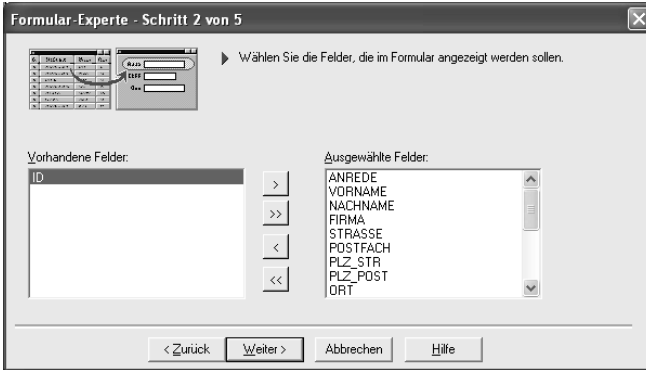 Formular-Experte - Schritt 2 von 5
Wählen Sie die Felder, die im Formular angezeigt werden sollen.
Vorhandene Felder:
ID
>
>>
<
<<
Ausgewählte Felder:
ANREDE
VORNAME
NACHNAME
FIRMA
STRASSE
POSTFACH
PLZ_STR
PLZ_POST
ORT
< Zurück
Weiter >
Abbrechen
Hilfe